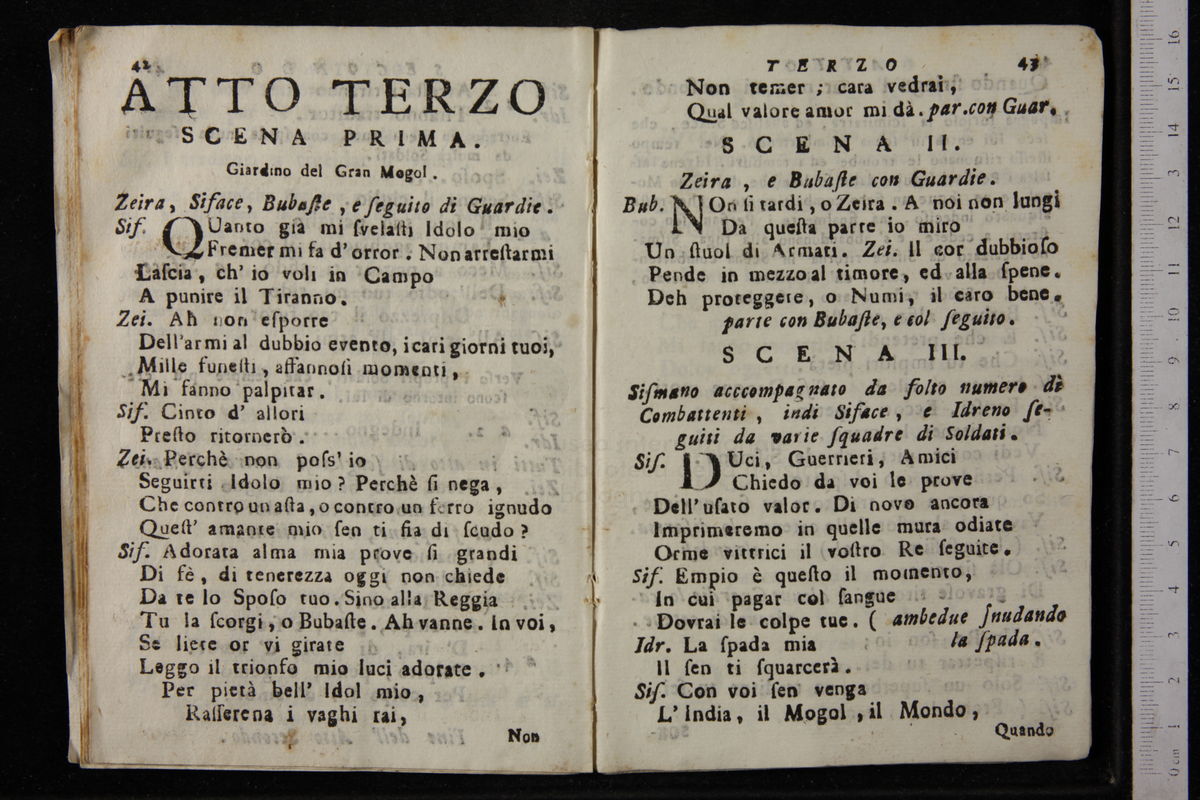 42
ATTO TERZO
SCENA PRIMA.
Giardino del Gran Mogol.
Zeira, Siface, Bubaſte, e ſeguito di Guardie.
Sif. QUanto già mi ſvelaſti Idolo mio
Fremer mi fa d'orror. Non arreſtarmi
Laſcia, ch'io voli in Campo
A punire il Tiranno.
Zei. Ah non eſporre
Dell'armi al dubbio evento, i cari giorni tuoi,
Mille funeſti, affannoſi momenti,
Mi fanno palpitar.
Sif. Cinto d'allori
Preſto ritornerò.
Zei. Perchè non poſs'io
Seguirti Idolo mio? Perchè ſi nega,
Che contro un aſta, o contro un ferro ignudo
Queſt' amante mio ſen ti ſia di ſcudo?
Sif. Adorata alma mia prove ſi grandi
Di fè, di tenerezza oggi non chiede
Da te lo Spoſo tuo. Sino alla Reggia
Tu la ſcorgi, o Bubaſte. Ah vanne. In voi,
Se liete or vi girate
Leggo il trionfo mio luci adorate.
Per pietà bell' Idol mio,
Raſſerena i vaghi rai,
Non
TERZO
43
Non temer; cara vedrai,
Qual valore amor mi dà. par. con Guar.
SCENA II.
Zeira, e Bubaſte con Guardie.
Bub. NOn ſi tardi, o Zeira. A noi non lungi
Da queſta parte io miro
Un ſtuol di Armati. Zei. Il cor dubbioſo
Pende in mezzo al timore, ed alla ſpene.
Deh proteggete, o Numi, il caro bene.
parte con Bubaſte, e col ſeguito.
SCENA III.
Siſmano acccompagnato da folto numero di
Combattenti, indi Siface, e Idreno ſe-
guiti da varie ſquadre di Soldati.
Siſ. DUci, Guerrieri, Amici
Chiedo da voi le prove
Dell'uſato valor. Di novo ancora
Imprimeremo in quelle mura odiate
Orme vittrici il voſtro Re ſeguite.
Sif. Empio è queſto il momento,
In cui pagar col ſangue
Dovrai le colpe tue. ( ambedue ſnudando
Idr. La ſpada mia la ſpada.
Il ſen ti ſquarcerà.
Siſ. Con voi ſen venga
L'India, il Mogol, il Mondo,
Quando